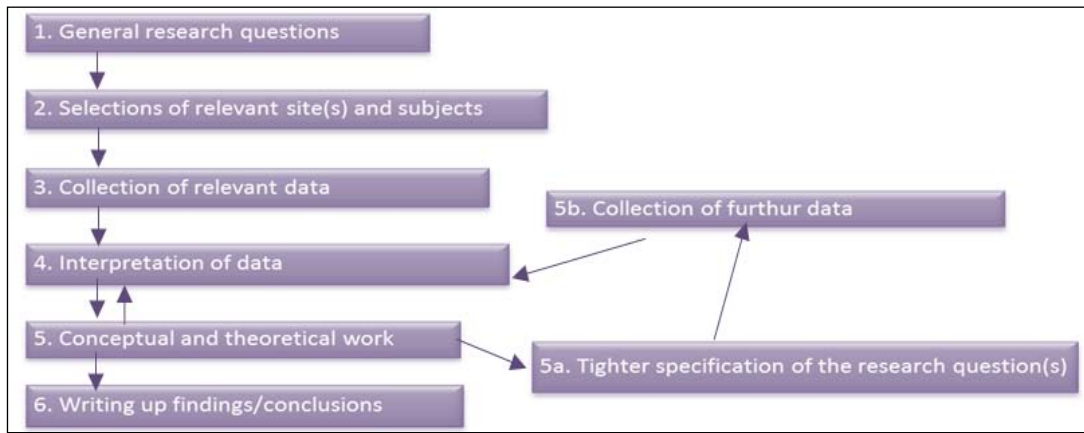 1. General research questions
2. Selections of relevant site(s) and subjects
3. Collection of relevant data
5b. Collection of furthur data
4. Interpretation of data
5. Conceptual and theoretical work
5a. Tighter specification of the research question(s)
6. Writing up findings/conclusions